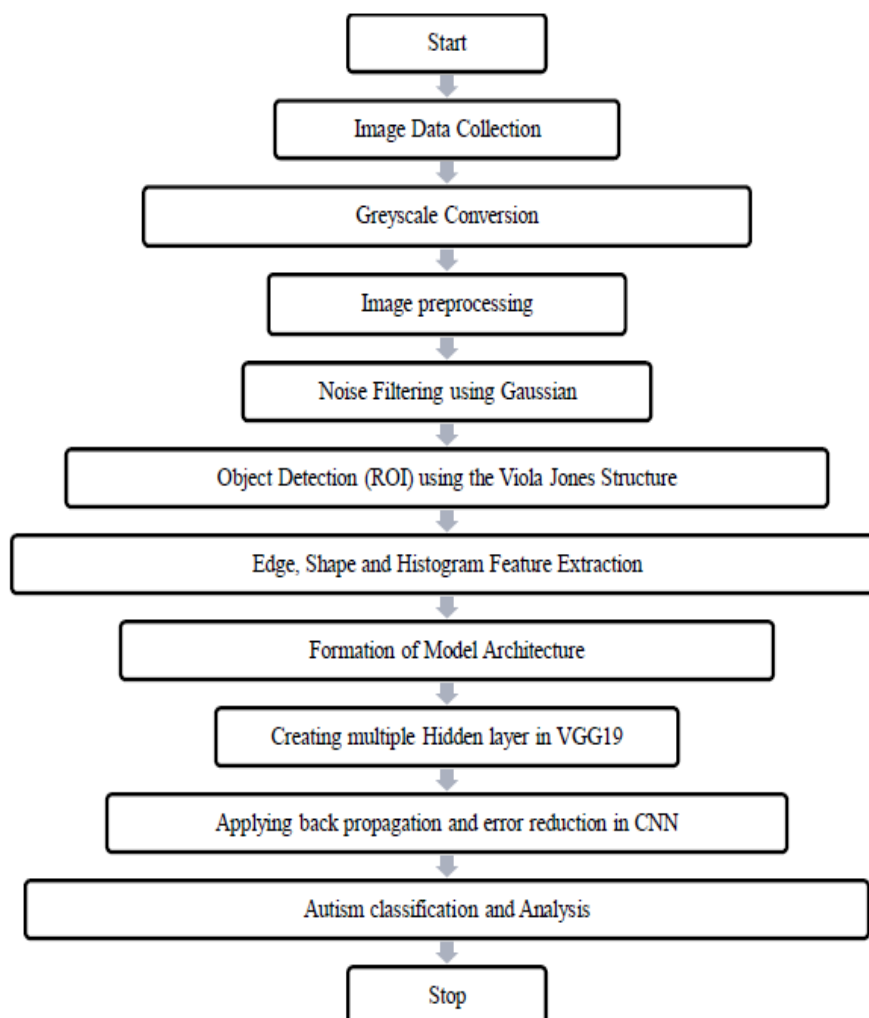 Start
Image Data Collection
Greyscale Conversion
Image preprocessing
Noise Filtering using Gaussian
Object Detection (ROI) using the Viola Jones Structure
Edge, Shape and Histogram Feature Extraction
Formation of Model Architecture
Creating multiple Hidden layer in VGG19
Applying back propagation and error reduction in CNN
Autism classification and Analysis
Stop